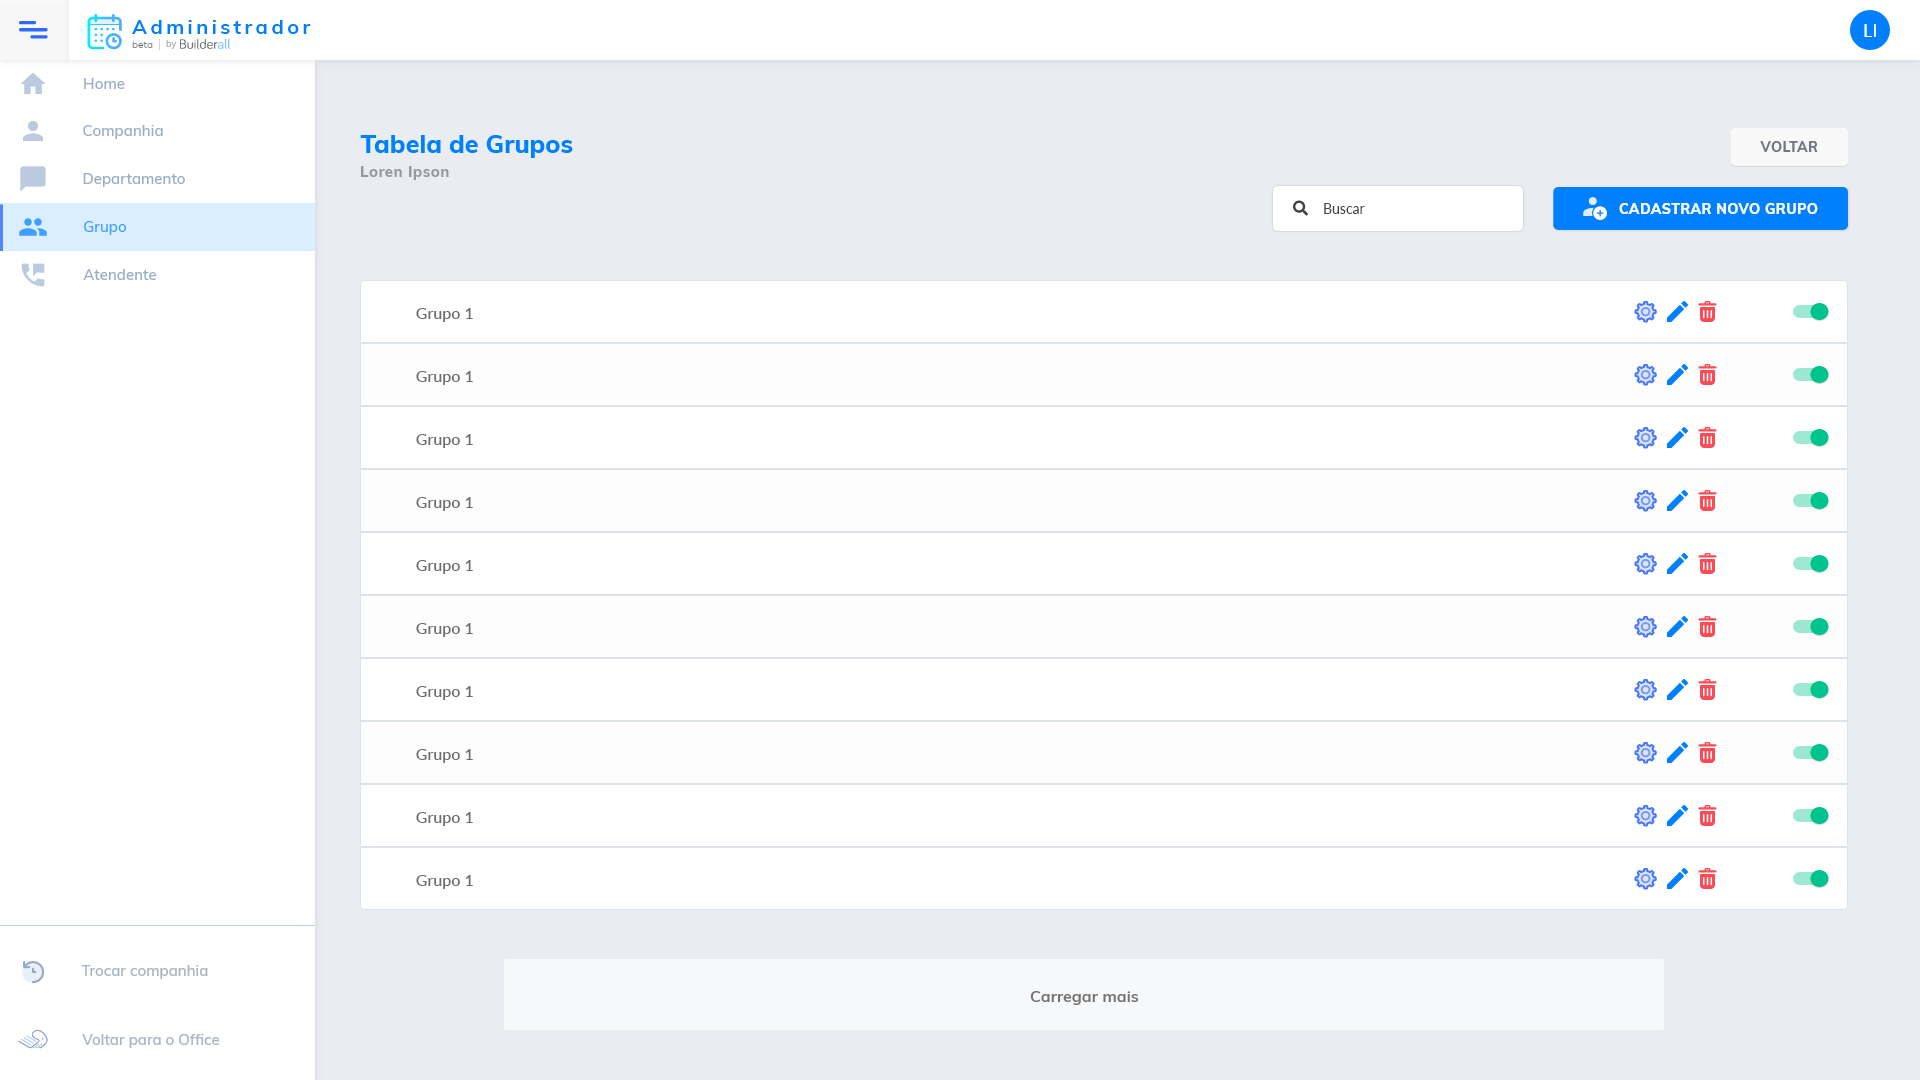 Administrador
beta | by Builderall
LI
Home
Companhia
Departamento
Grupo
Atendente
Trocar companhia
Voltar para o Office
Tabela de Grupos
Loren Ipson
VOLTAR
Buscar
CADASTRAR NOVO GRUPO
Grupo 1
Grupo 1
Grupo 1
Grupo 1
Grupo 1
Grupo 1
Grupo 1
Grupo 1
Grupo 1
Grupo 1
Carregar mais